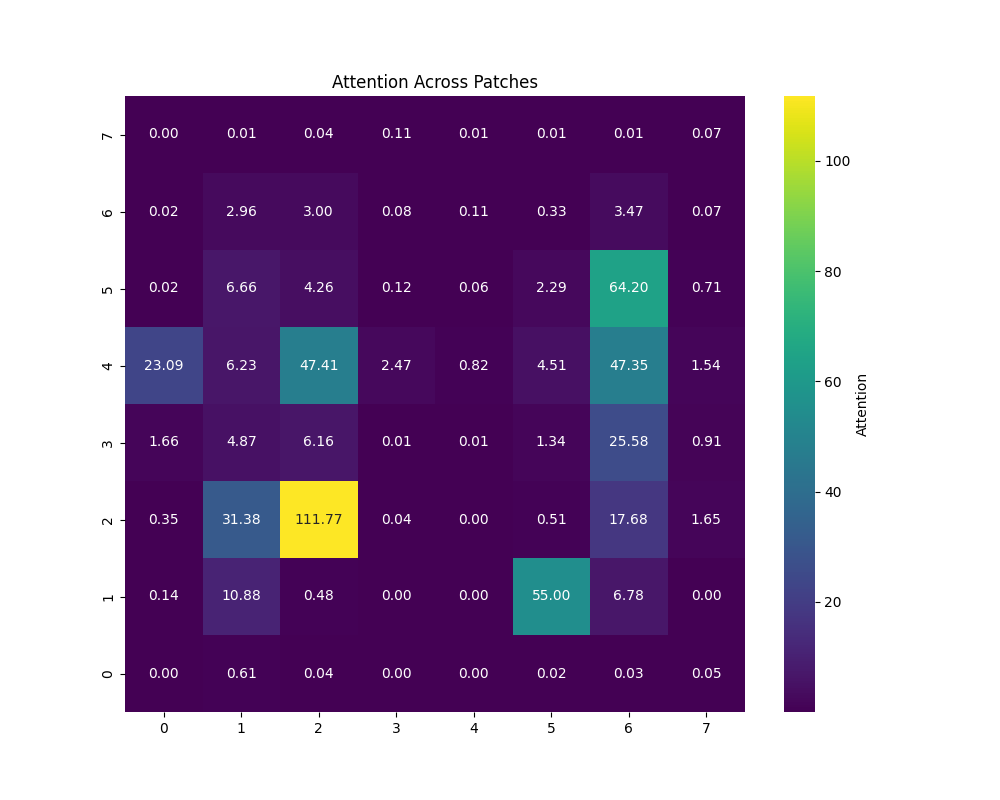 Attention Across Patches
7 0.00 0.01 0.04 0.11 0.01 0.01 0.01 0.07
6 0.02 2.96 3.00 0.08 0.11 0.33 3.47 0.07
5 0.02 6.66 4.26 0.12 0.06 2.29 64.20 0.71
4 23.09 6.23 47.41 2.47 0.82 4.51 47.35 1.54
3 1.66 4.87 6.16 0.01 0.01 1.34 25.58 0.91
2 0.35 31.38 111.77 0.04 0.00 0.51 17.68 1.65
1 0.14 10.88 0.48 0.00 0.00 55.00 6.78 0.00
0 0.00 0.61 0.04 0.00 0.00 0.02 0.03 0.05
0 1 2 3 4 5 6 7
100
80
60
40
20
Attention